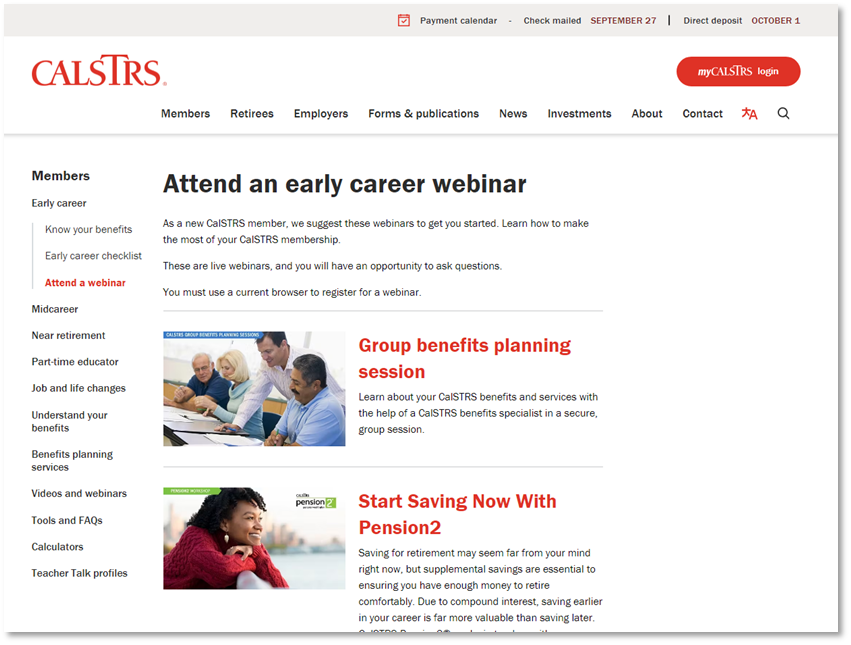 Payment calendar - Check mailed SEPTEMBER 27 | Direct deposit OCTOBER 1
CALSTRS®
myCALSTRS login
Members Retirees Employers Forms & publications News Investments About Contact
Members
Early career
Know your benefits
Early career checklist
Attend a webinar
Midcareer
Near retirement
Part-time educator
Job and life changes
Understand your
benefits
Benefits planning
services
Videos and webinars
Tools and FAQs
Calculators
Teacher Talk profiles
Attend an early career webinar
As a new CalSTRS member, we suggest these webinars to get you started. Learn how to make
the most of your CalSTRS membership.
These are live webinars, and you will have an opportunity to ask questions.
You must use a current browser to register for a webinar.
CALSTRS GROUP BENEFITS PLANNING SESSIONS
Group benefits planning
session
Learn about your CalSTRS benefits and services with
the help of a CalSTRS benefits specialist in a secure,
group session.
PENSION2 WORKSHOP
CALSTRS
pension2
Start Saving Now With
Pension2
Saving for retirement may seem far from your mind
right now, but supplemental savings are essential to
ensuring you have enough money to retire
comfortably. Due to compound interest, saving earlier
in your career is far more valuable than saving later.